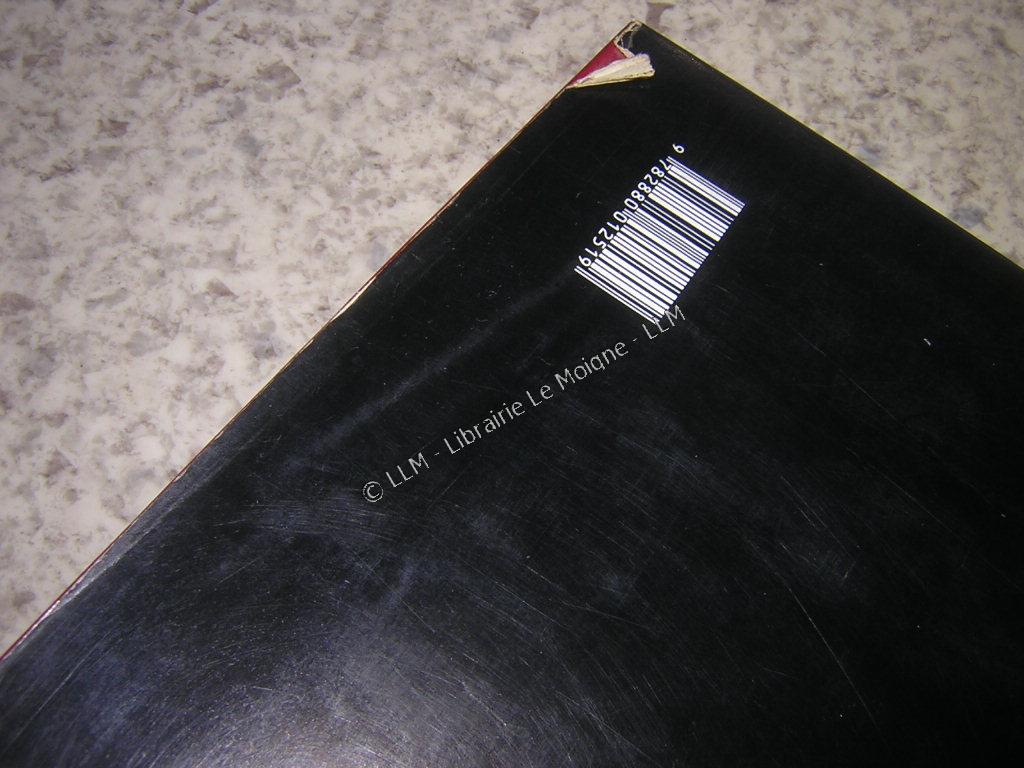 9 782880 012519
© LLM - Librairie Le Moigne - LLM